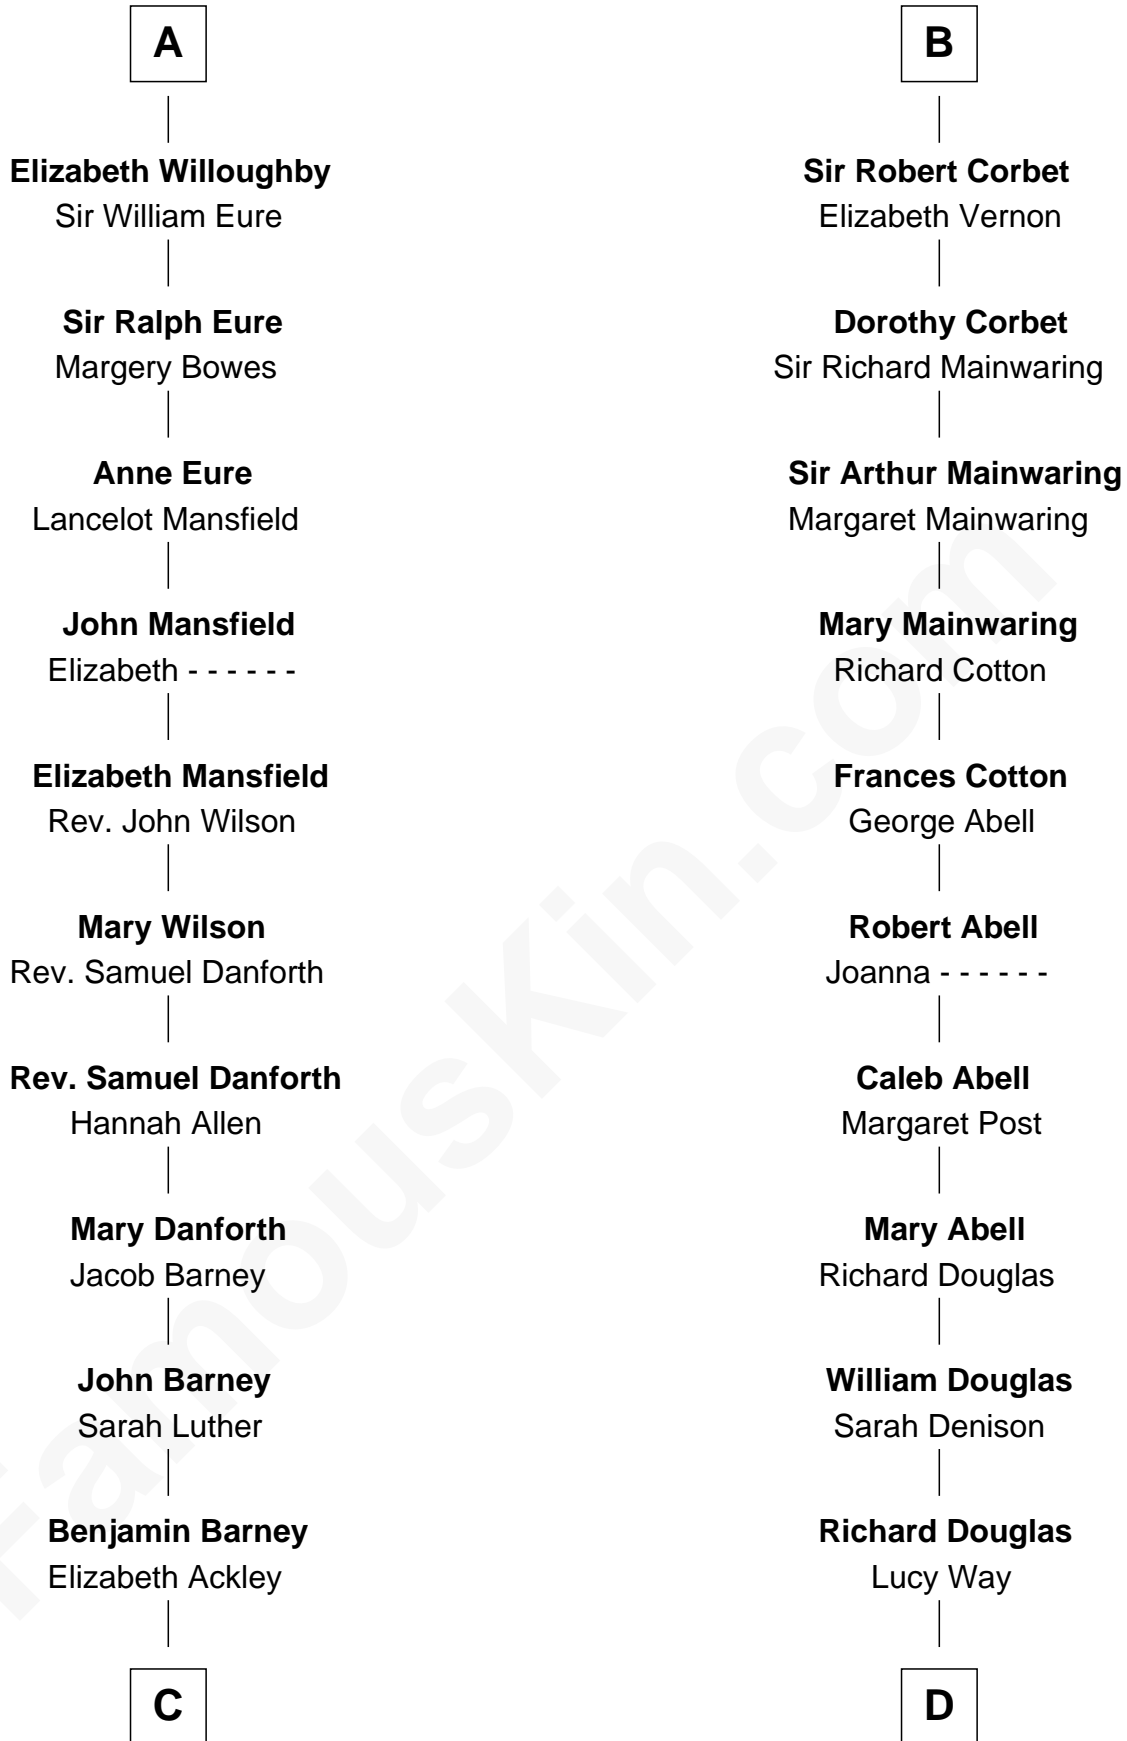 A
Elizabeth Willoughby
Sir William Eure
Sir Ralph Eure
Margery Bowes
Anne Eure
Lancelot Mansfield
John Mansfield
Elizabeth - - - - - -
Elizabeth Mansfield
Rev. John Wilson
Mary Wilson
Rev. Samuel Danforth
Rev. Samuel Danforth
Hannah Allen
Mary Danforth
Jacob Barney
John Barney
Sarah Luther
Benjamin Barney
Elizabeth Ackley
C
B
Sir Robert Corbet
Elizabeth Vernon
Dorothy Corbet
Sir Richard Mainwaring
Sir Arthur Mainwaring
Margaret Mainwaring
Mary Mainwaring
Richard Cotton
Frances Cotton
George Abell
Robert Abell
Joanna - - - - - -
Caleb Abell
Margaret Post
Mary Abell
Richard Douglas
William Douglas
Sarah Denison
Richard Douglas
Lucy Way
D
FamousKin.com